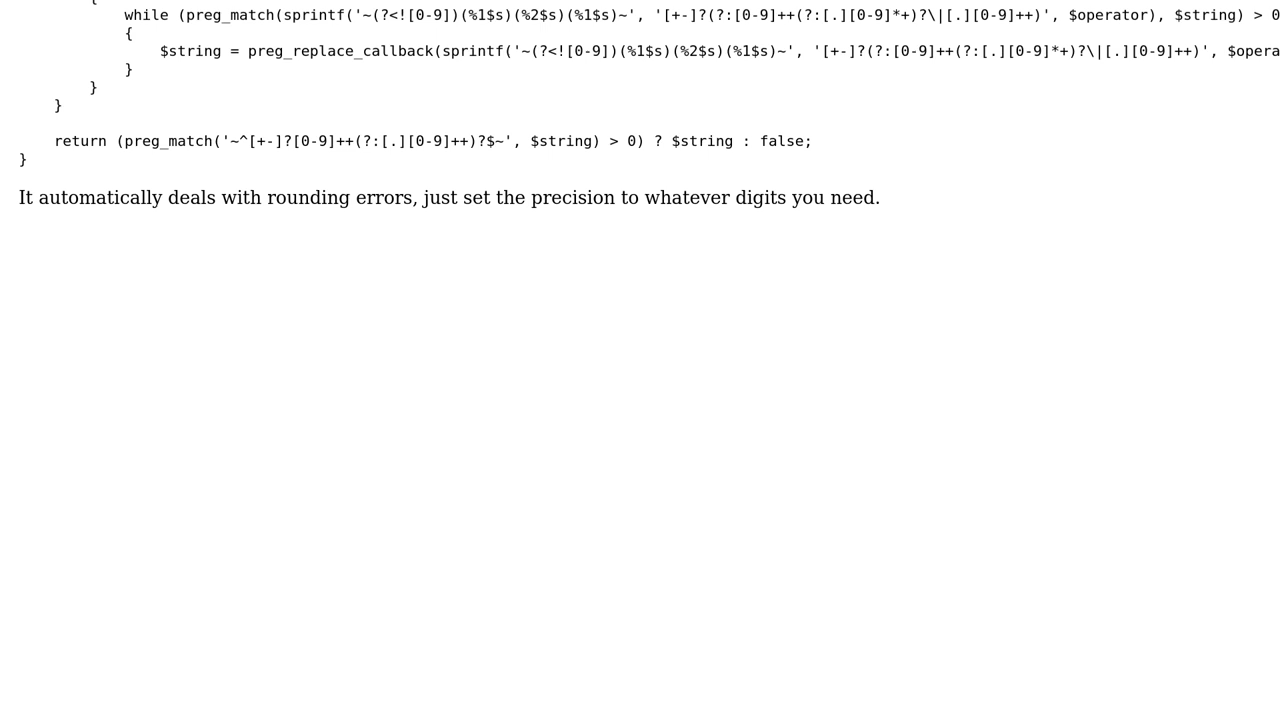 {
while (preg_match(sprintf('~(?<![0-9])(%1$s)(%2$s)(%1$s)~', '[+-]?(?:[0-9]++(?:[.][0-9]*+)?\|[.][0-9]++)', $operator), $string) > 0
{
$string = preg_replace_callback(sprintf('~(?<![0-9])(%1$s)(%2$s)(%1$s)~', '[+-]?(?:[0-9]++(?:[.][0-9]*+)?\|[.][0-9]++)', $opera
}
}
}
return (preg_match('~^[+-]?[0-9]++(?:[.][0-9]++)?$~', $string) > 0) ? $string : false;
}
It automatically deals with rounding errors, just set the precision to whatever digits you need.